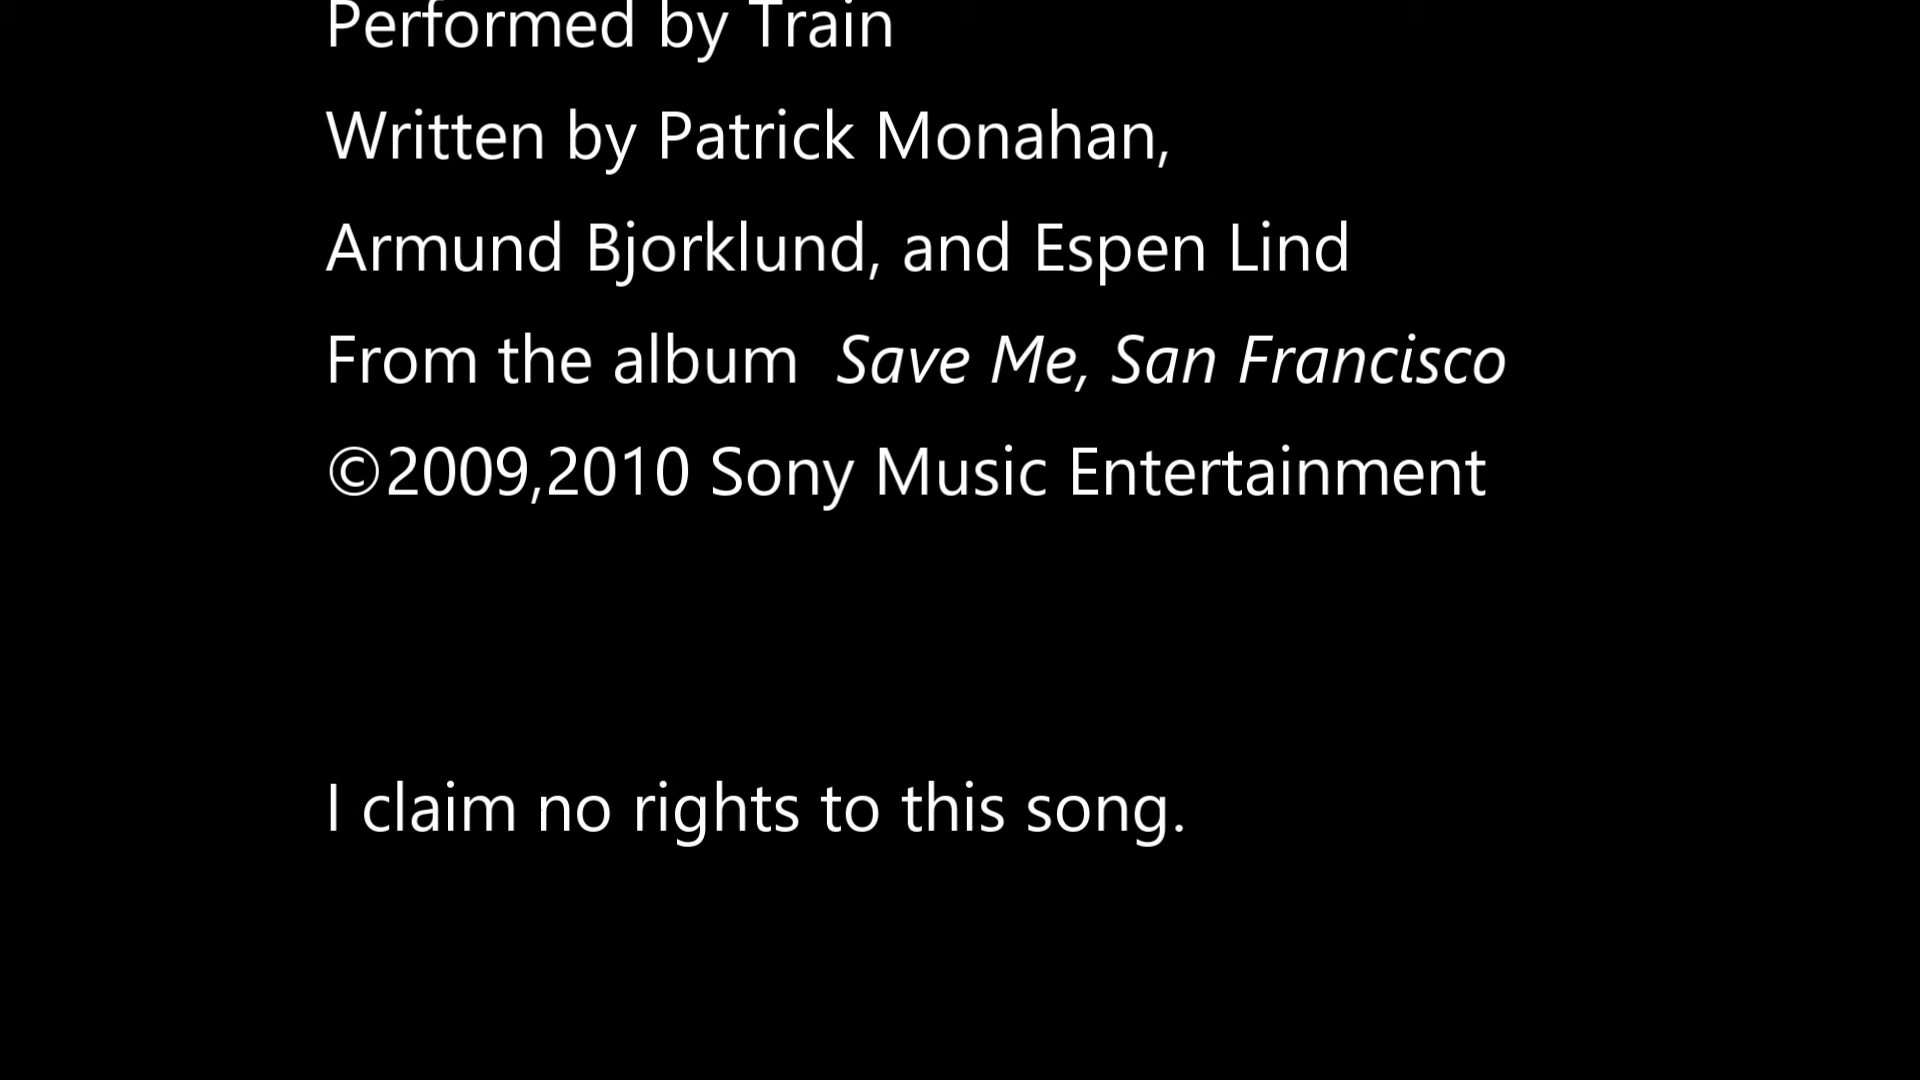 Performed by Train
Written by Patrick Monahan,
Armund Bjorklund, and Espen Lind
From the album Save Me, San Francisco
©2009,2010 Sony Music Entertainment
I claim no rights to this song.